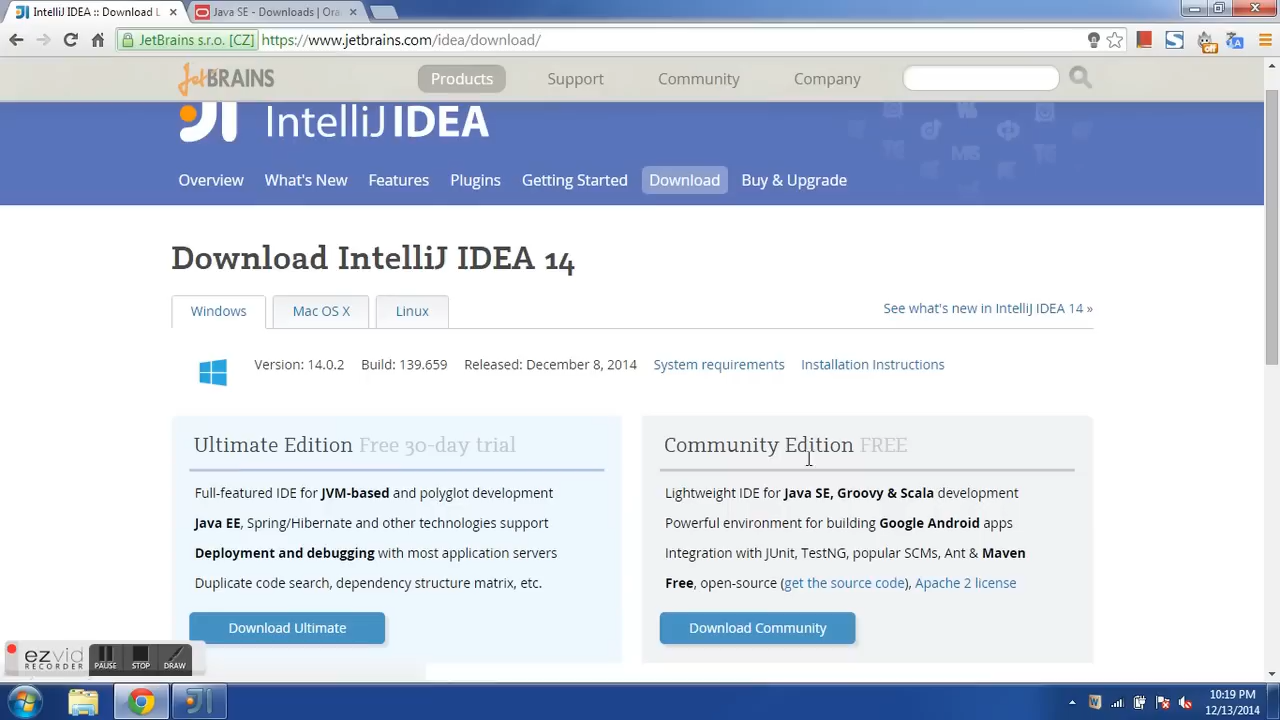 IntelliJ IDEA :: Download L
Java SE - Downloads | Ora
JetBrains s.r.o. [CZ]
https://www.jetbrains.com/idea/download/
off
JetBRAINS
Products
Support
Community
Company
IntelliJ IDEA
Overview
What's New
Features
Plugins
Getting Started
Download
Buy & Upgrade
Download IntelliJ IDEA 14
Windows
Mac OS X
Linux
See what's new in IntelliJ IDEA 14 »
Version: 14.0.2 Build: 139.659 Released: December 8, 2014 System requirements Installation Instructions
Ultimate Edition Free 30-day trial
Full-featured IDE for JVM-based and polyglot development
Java EE, Spring/Hibernate and other technologies support
Deployment and debugging with most application servers
Duplicate code search, dependency structure matrix, etc.
Download Ultimate
Community Edition FREE
Lightweight IDE for Java SE, Groovy & Scala development
Powerful environment for building Google Android apps
Integration with JUnit, TestNG, popular SCMs, Ant & Maven
Free, open-source (get the source code), Apache 2 license
Download Community
ezvid
RECORDER
PAUSE
STOP
DRAW
10:19 PM
12/13/2014